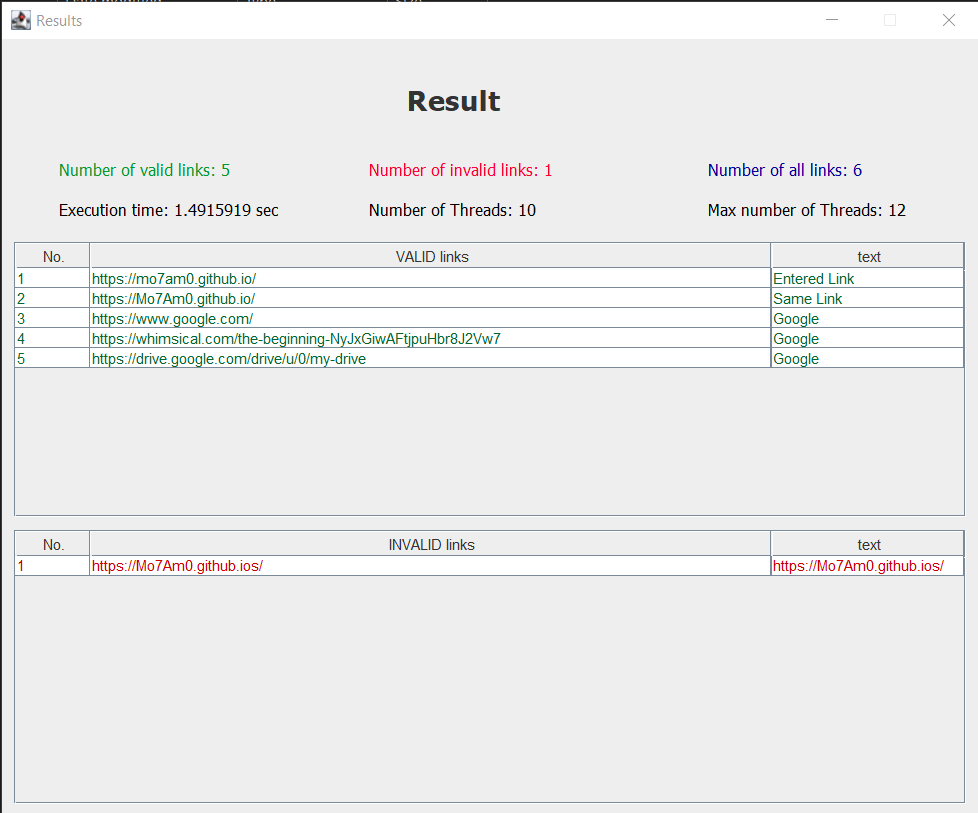 Results
Result
Number of valid links: 5 Number of invalid links: 1 Number of all links: 6
Execution time: 1.4915919 sec Number of Threads: 10 Max number of Threads: 12
No. VALID links text
1 https://mo7am0.github.io/ Entered Link
2 https://Mo7Am0.github.io/ Same Link
3 https://www.google.com/ Google
4 https://whimsical.com/the-beginning-NyJxGiwAFtjpuHbr8J2Vw7 Google
5 https://drive.google.com/drive/u/0/my-drive Google
No. INVALID links text
1 https://Mo7Am0.github.ios/ https://Mo7Am0.github.ios/